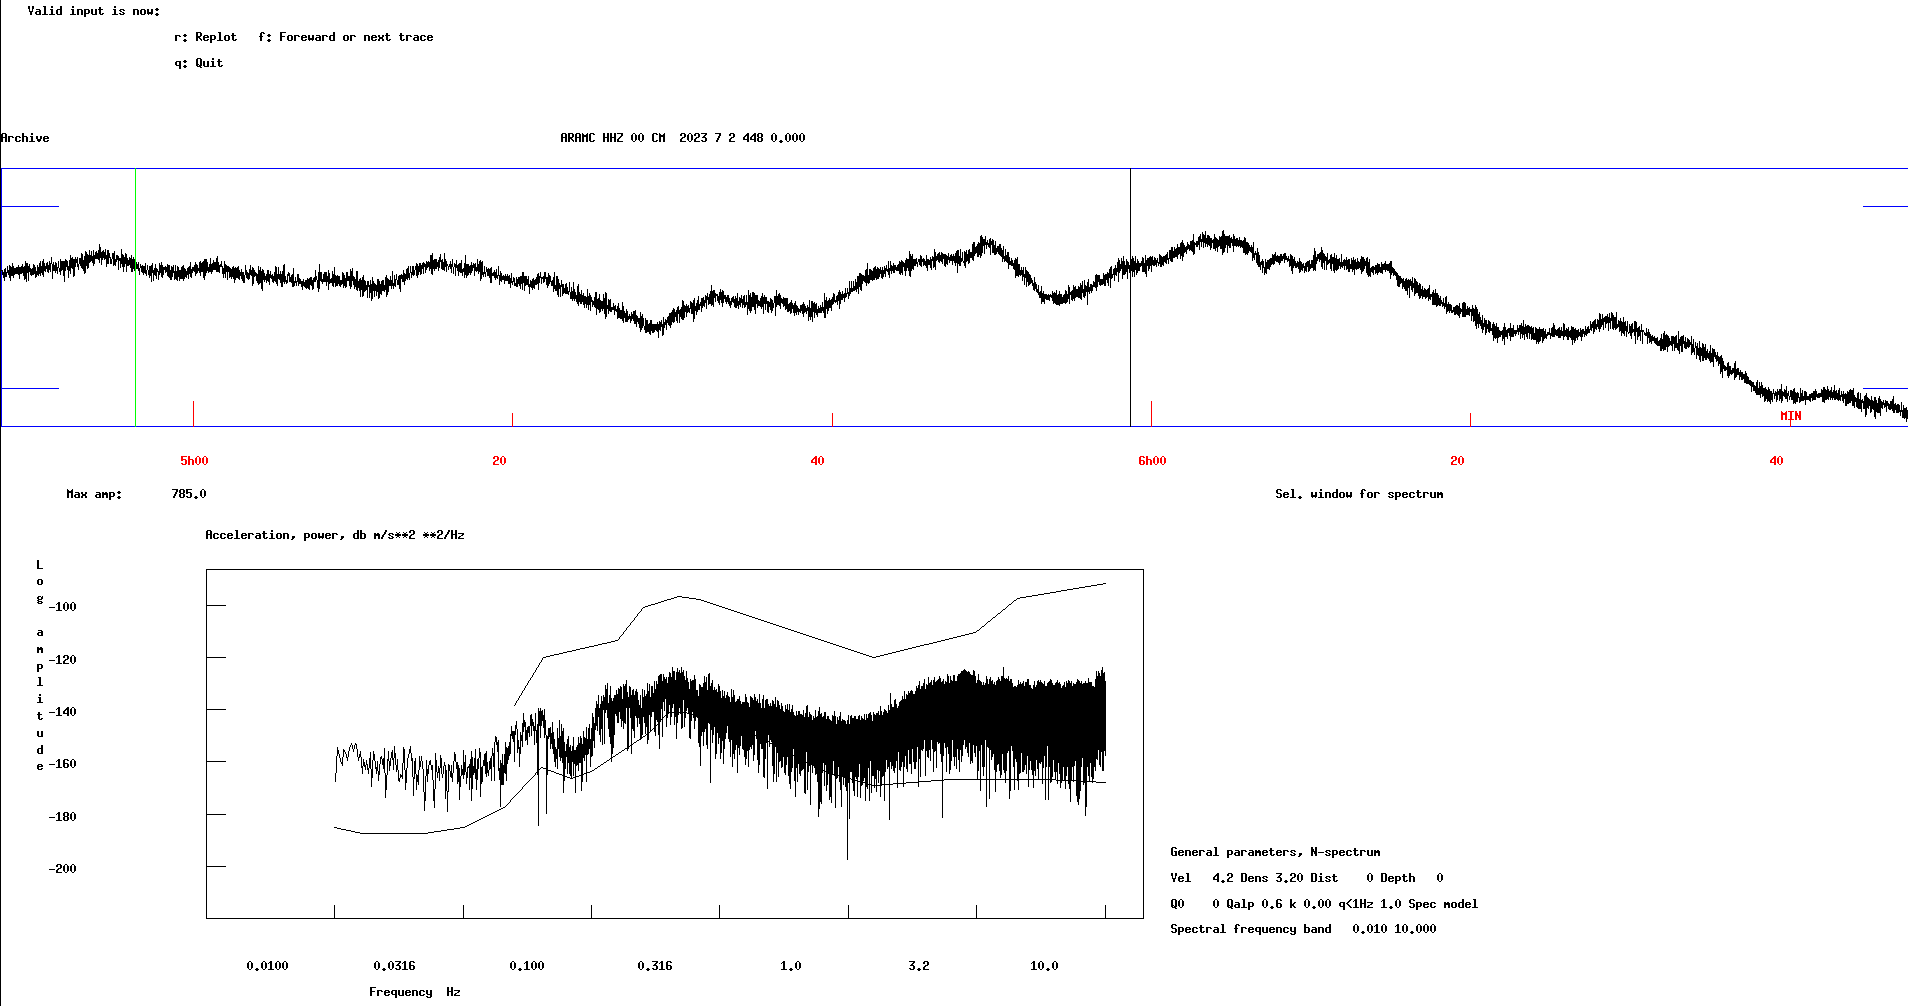 Valid input is now:
r: Replot f: Foreward or next trace
q: Quit
Archive
ARAMC HHZ 00 CM 2023 7 2 448 0.000
MIN
5h00 20 40 6h00 20 40
Max amp: 785.0
Sel. window for spectrum
Acceleration, power, db m/s**2 **2/Hz
Log amplitude
-100
-120
-140
-160
-180
-200
General parameters, N-spectrum
Vel 4.2 Dens 3.20 Dist 0 Depth 0
Q0 0 Qalp 0.6 k 0.00 q<1Hz 1.0 Spec model
Spectral frequency band 0.010 10.000
0.0100 0.0316 0.100 0.316 1.0 3.2 10.0
Frequency Hz